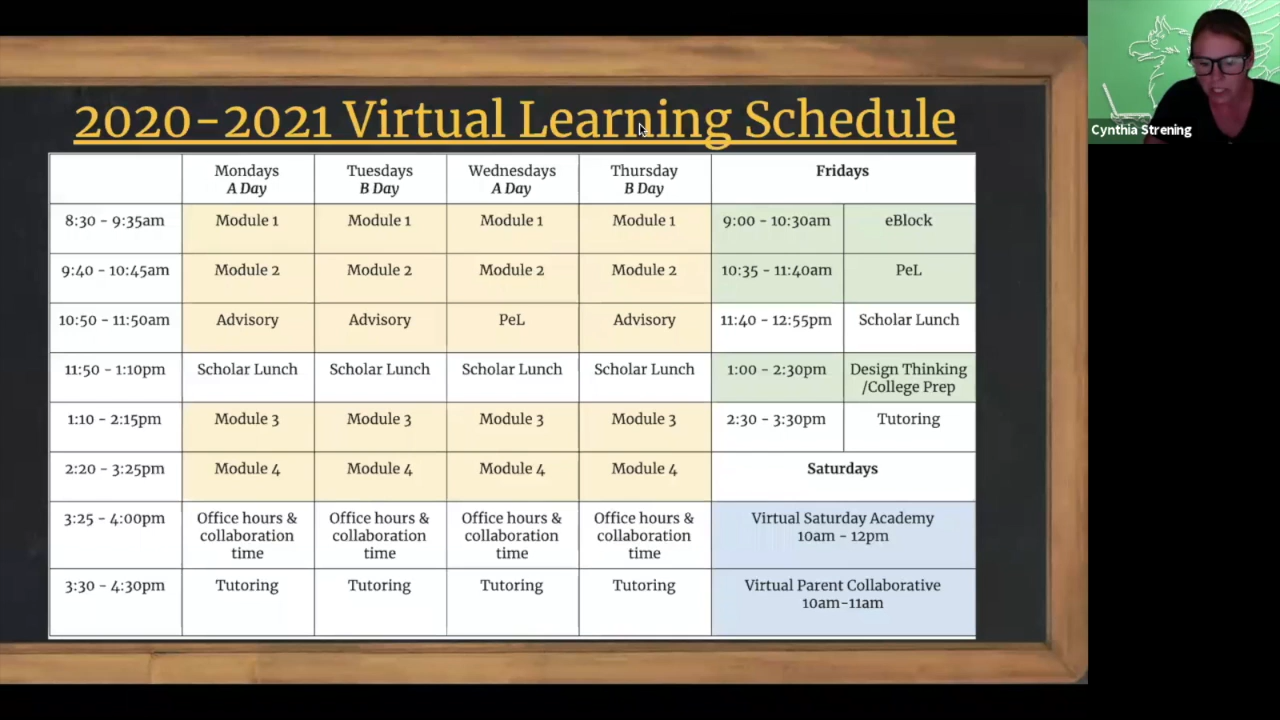 2020-2021 Virtual Learning Schedule
Mondays Tuesdays Wednesdays Thursday Fridays
A Day B Day A Day B Day
8:30 - 9:35am Module 1 Module 1 Module 1 Module 1 9:00 - 10:30am eBlock
9:40 - 10:45am Module 2 Module 2 Module 2 Module 2 10:35 - 11:40am PeL
10:50 - 11:50am Advisory Advisory PeL Advisory 11:40 - 12:55pm Scholar Lunch
11:50 - 1:10pm Scholar Lunch Scholar Lunch Scholar Lunch Scholar Lunch 1:00 - 2:30pm Design Thinking
/College Prep
1:10 - 2:15pm Module 3 Module 3 Module 3 Module 3 2:30 - 3:30pm Tutoring
2:20 - 3:25pm Module 4 Module 4 Module 4 Module 4 Saturdays
3:25 - 4:00pm Office hours & Office hours & Office hours & Office hours & Virtual Saturday Academy
collaboration collaboration collaboration collaboration 10am - 12pm
time time time time
3:30 - 4:30pm Tutoring Tutoring Tutoring Tutoring Virtual Parent Collaborative
10am-11am
Cynthia Strening